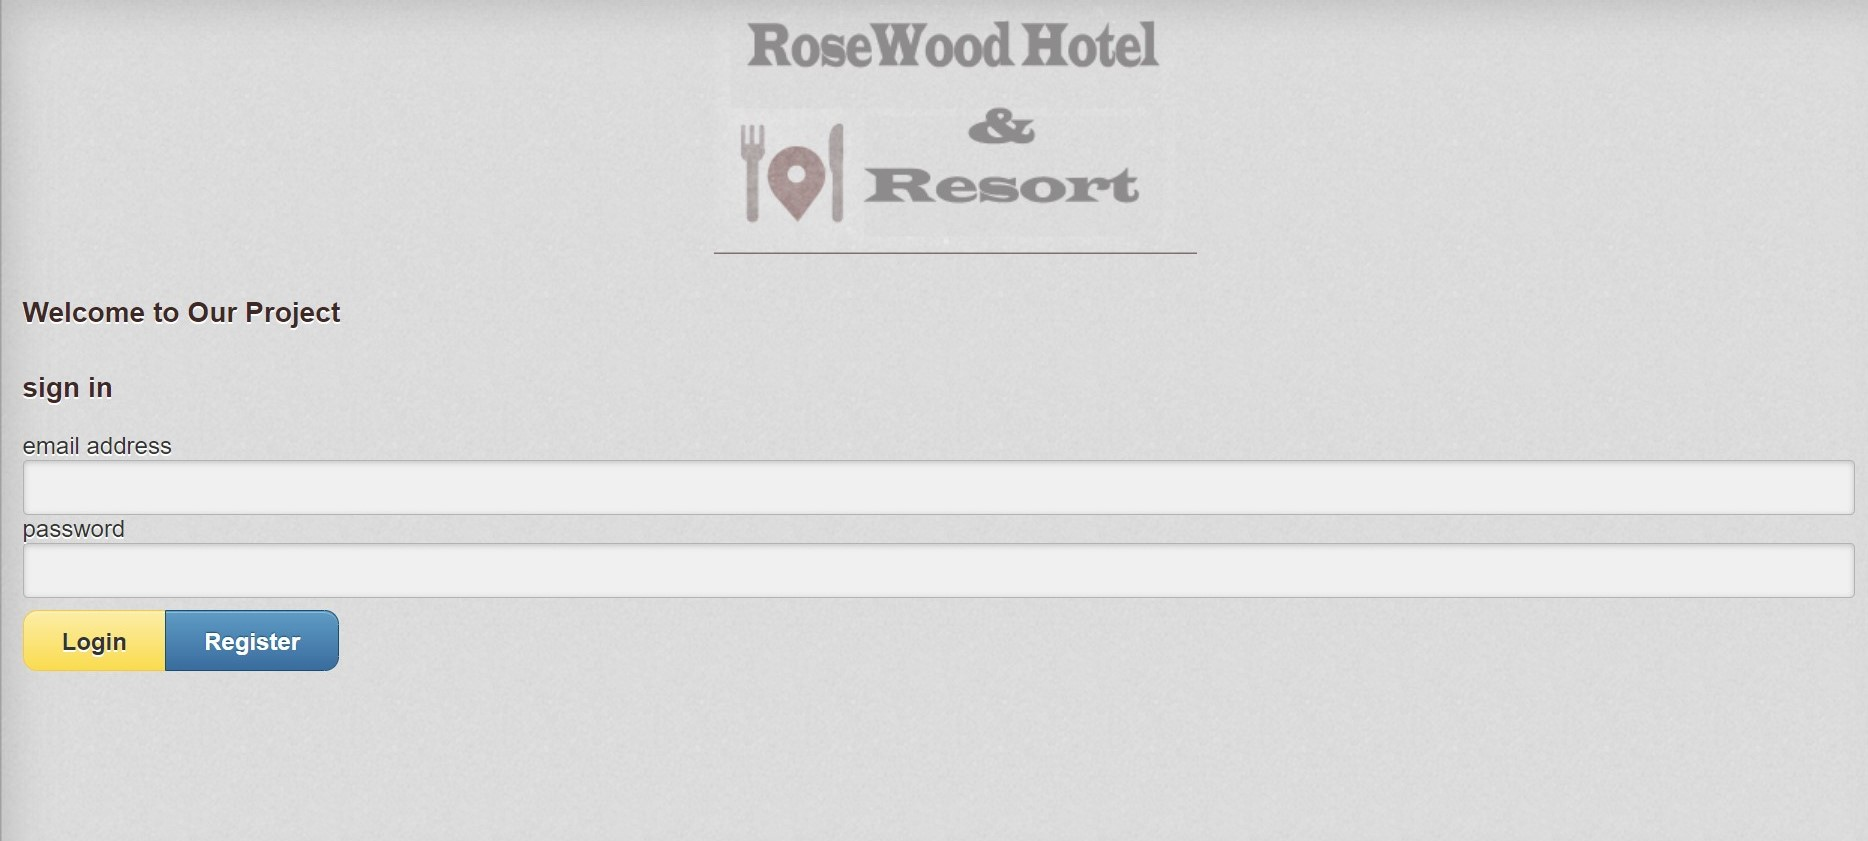 RoseWood Hotel
&
Resort
Welcome to Our Project
sign in
email address
password
Login
Register